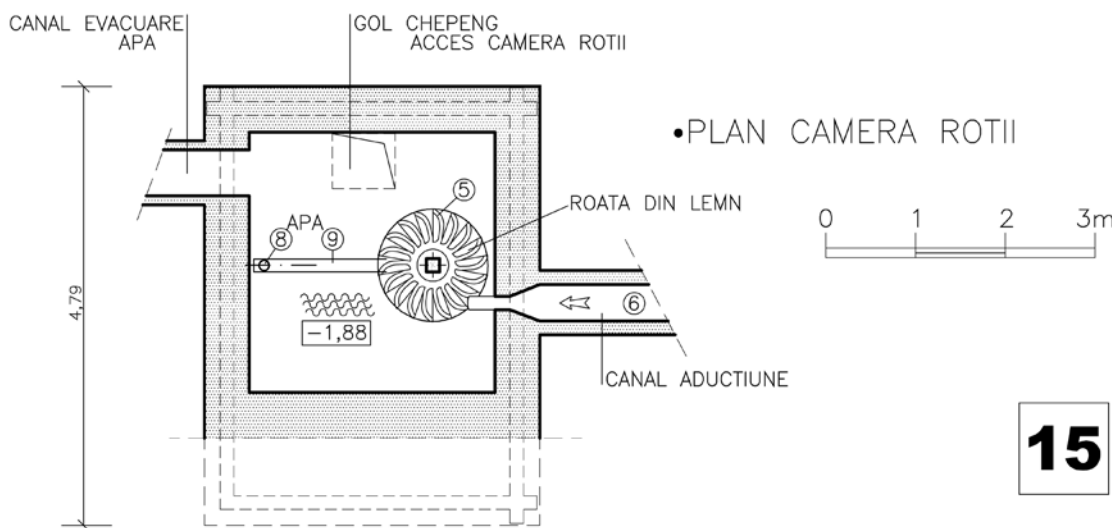 CANAL EVACUARE
APA
GOL CHEPENG
ACCES CAMERA ROTII
•PLAN CAMERA ROTII
5
ROATA DIN LEMN
0 1 2 3m
APA
8 9
6
-1,88
4,79
CANAL ADUCTIUNE
15